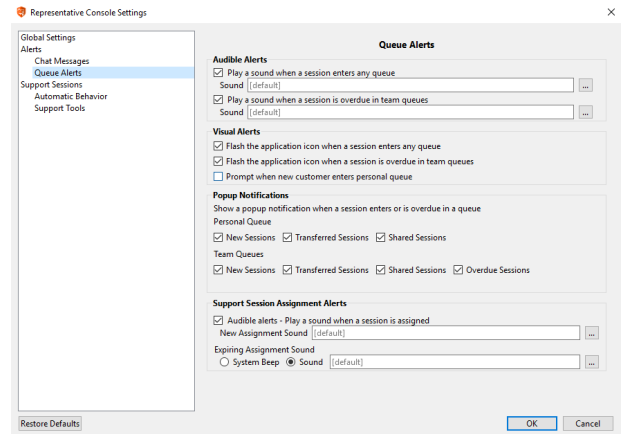 Representative Console Settings
Global Settings
Alerts
Chat Messages
Queue Alerts
Support Sessions
Automatic Behavior
Support Tools
Queue Alerts
Audible Alerts
Play a sound when a session enters any queue
Sound [default] ...
Play a sound when a session is overdue in team queues
Sound [default] ...
Visual Alerts
Flash the application icon when a session enters any queue
Flash the application icon when a session is overdue in team queues
Prompt when new customer enters personal queue
Popup Notifications
Show a popup notification when a session enters or is overdue in a queue
Personal Queue
New Sessions Transferred Sessions Shared Sessions
Team Queues
New Sessions Transferred Sessions Shared Sessions Overdue Sessions
Support Session Assignment Alerts
Audible alerts - Play a sound when a session is assigned
New Assignment Sound [default] ...
Expiring Assignment Sound
System Beep Sound [default] ...
Restore Defaults OK Cancel